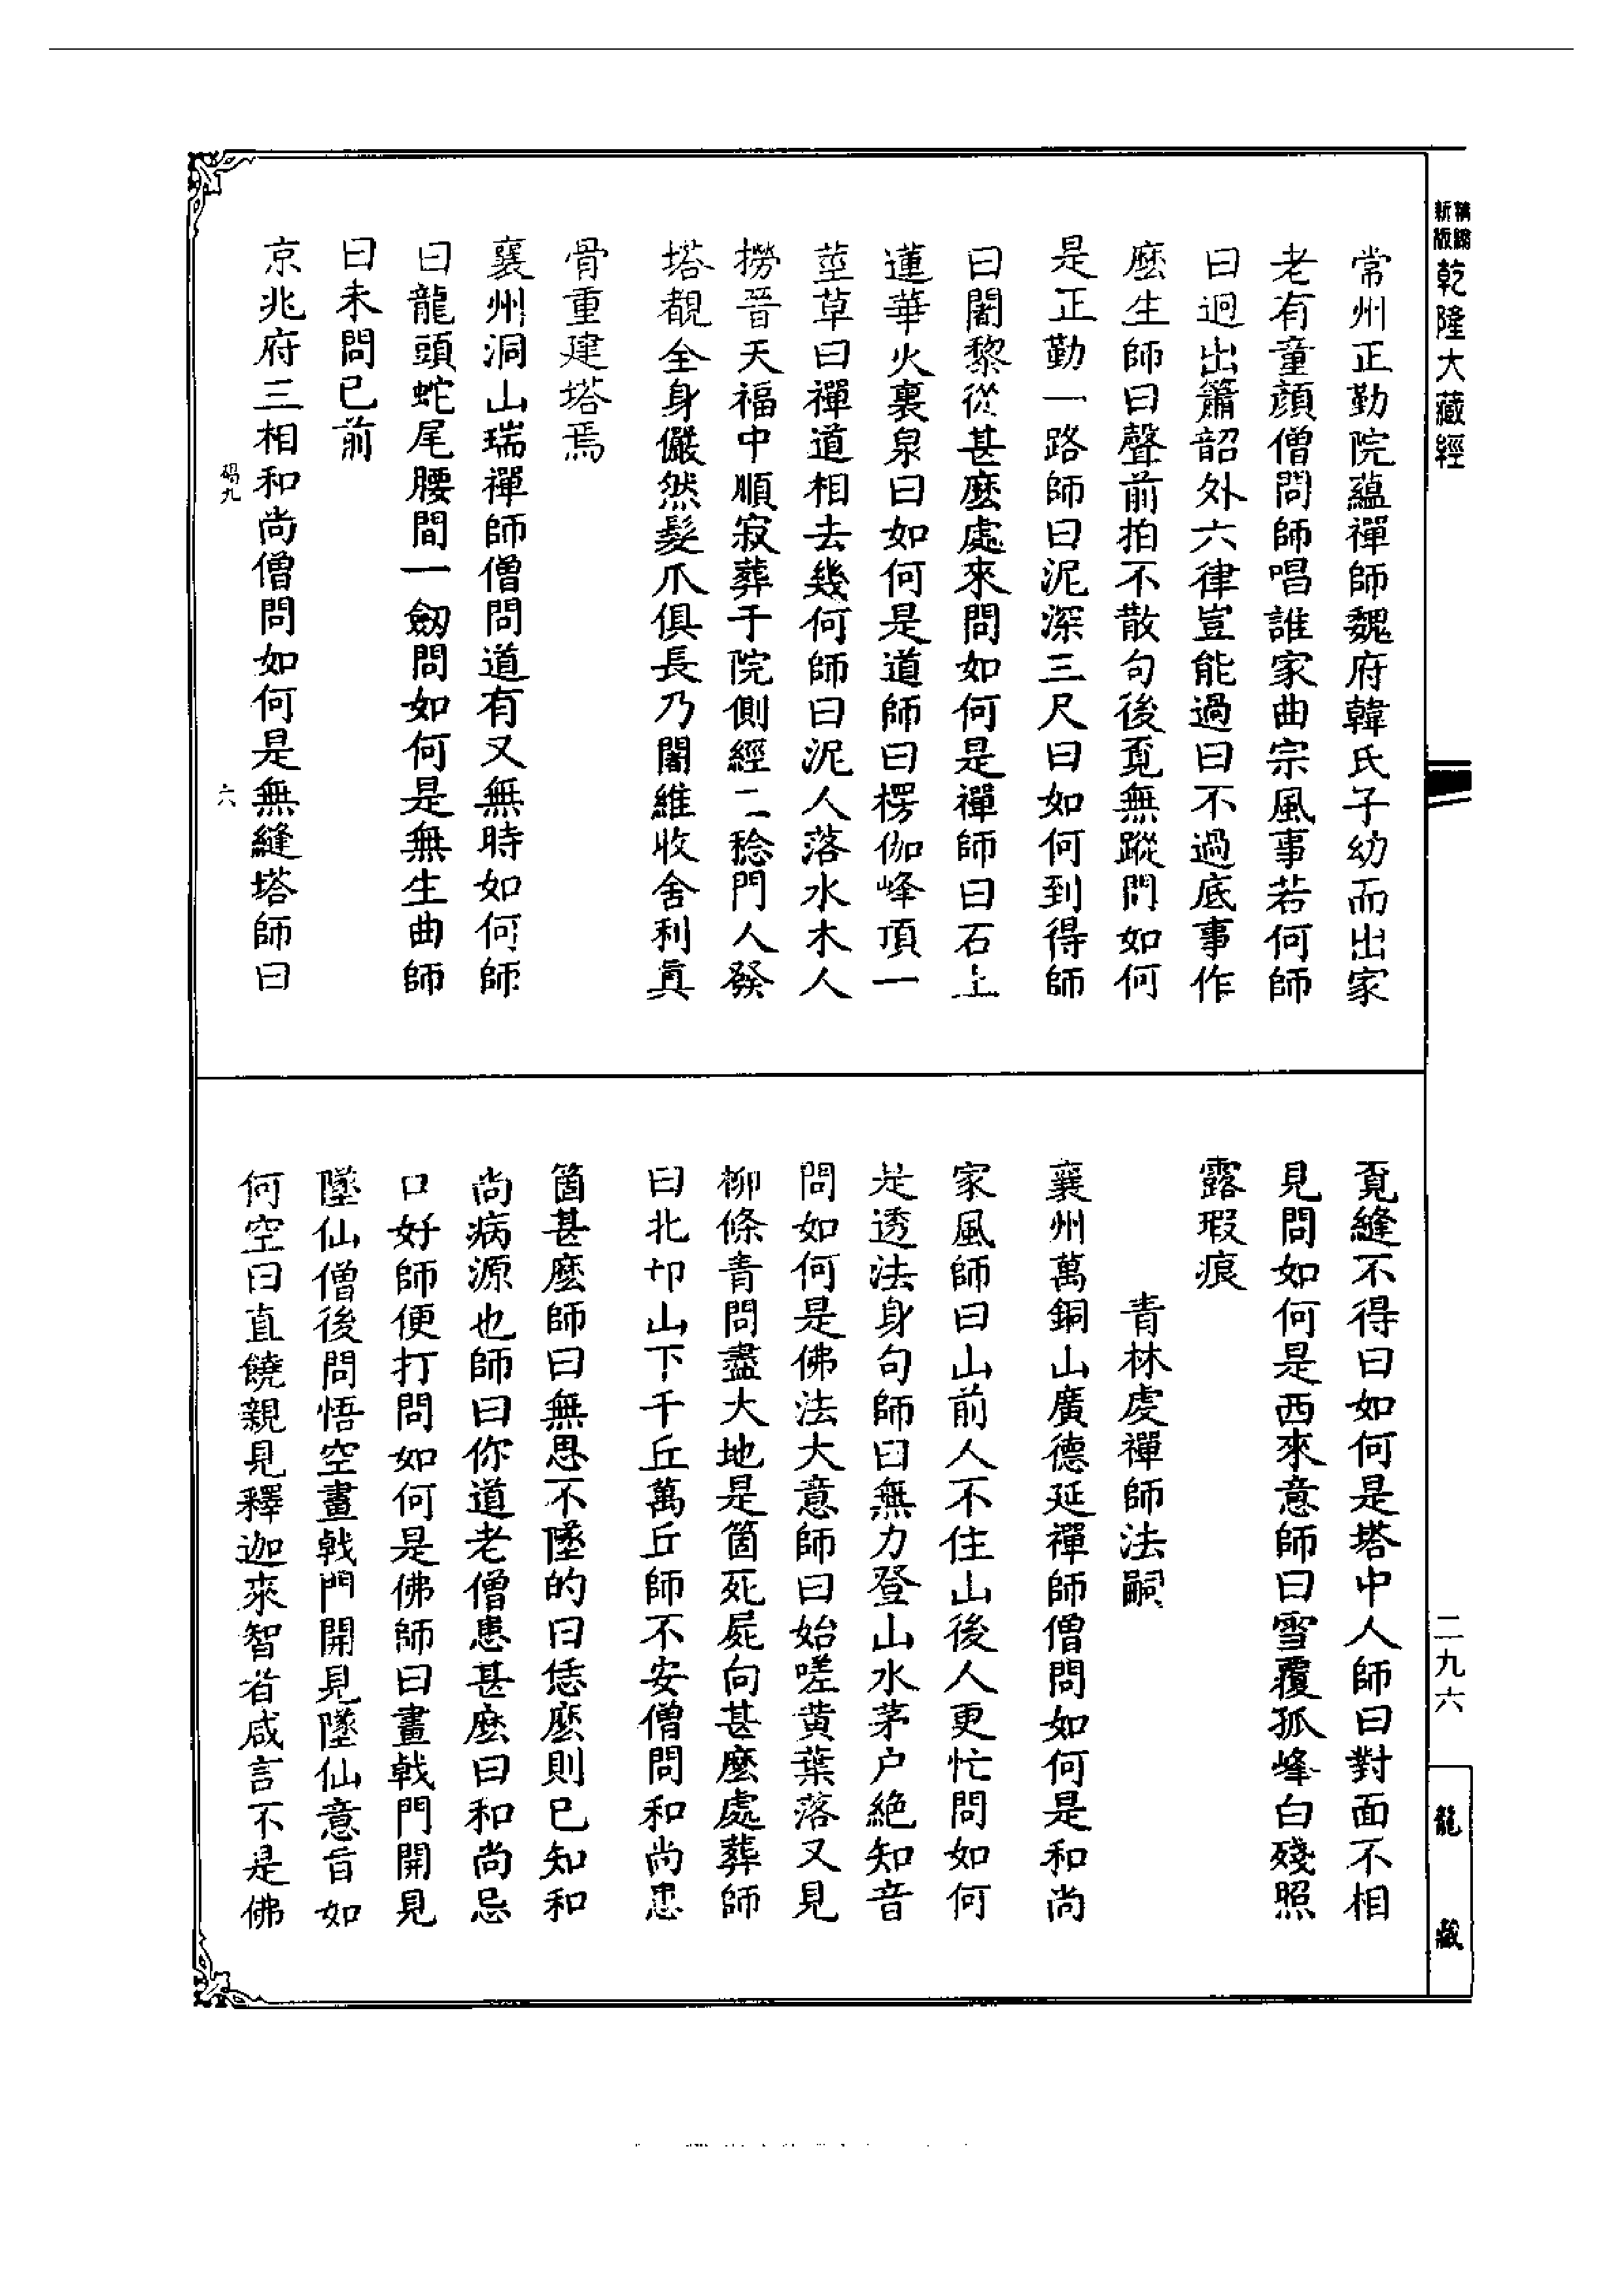 新版精縮乾隆大藏經
常州正勤院蘊禪師魏府韓氏子幼而出家
老有童顏僧問師唱誰家曲宗風事若何師
曰迥出簫韶外六律豈能過曰不過底事作
麼生師曰聲前拍不散句後覔無蹤問如何
是正勤一路師曰泥深三尺曰如何到得師
曰闍黎從甚麼處來問如何是禪師曰石上
蓮華火裏泉曰如何是道師曰楞伽峰頂一
莖草曰禪道相去幾何師曰泥人落水木人
撈晉天福中順寂葬于院側經二稔門人發
塔覩全身儼然髮爪俱長乃闍維收舍利真
骨重建塔焉
襄州洞山瑞禪師僧問道有又無時如何師
曰龍頭蛇尾腰間一劒問如何是無生曲師
曰未問已前
京兆府三相和尚僧問如何是無縫塔師曰
六
覔縫不得曰如何是塔中人師曰對面不相
見問如何是西來意師曰雪覆孤峰白殘照
露瑕痕
青林虔禪師法嗣
襄州萬銅山廣德延禪師僧問如何是和尚
家風師曰山前人不住山後人更忙問如何
是透法身句師曰無力登山水茅户絕知音
問如何是佛法大意師曰始嗟黄葉落又見
柳條青問盡大地是箇死屍向甚麼處葬師
曰北邙山下千丘萬丘師不安僧問和尚患
箇甚麼師曰無思不墜的曰恁麼則已知和
尚病源也師曰你道老僧患甚麼曰和尚忌
口好師便打問如何是佛師曰畫戟門開見
墜仙僧後問悟空畫戟門開見墜仙意旨如
何空曰直饒親見釋迦來智者咸言不是佛
二九六
龍藏